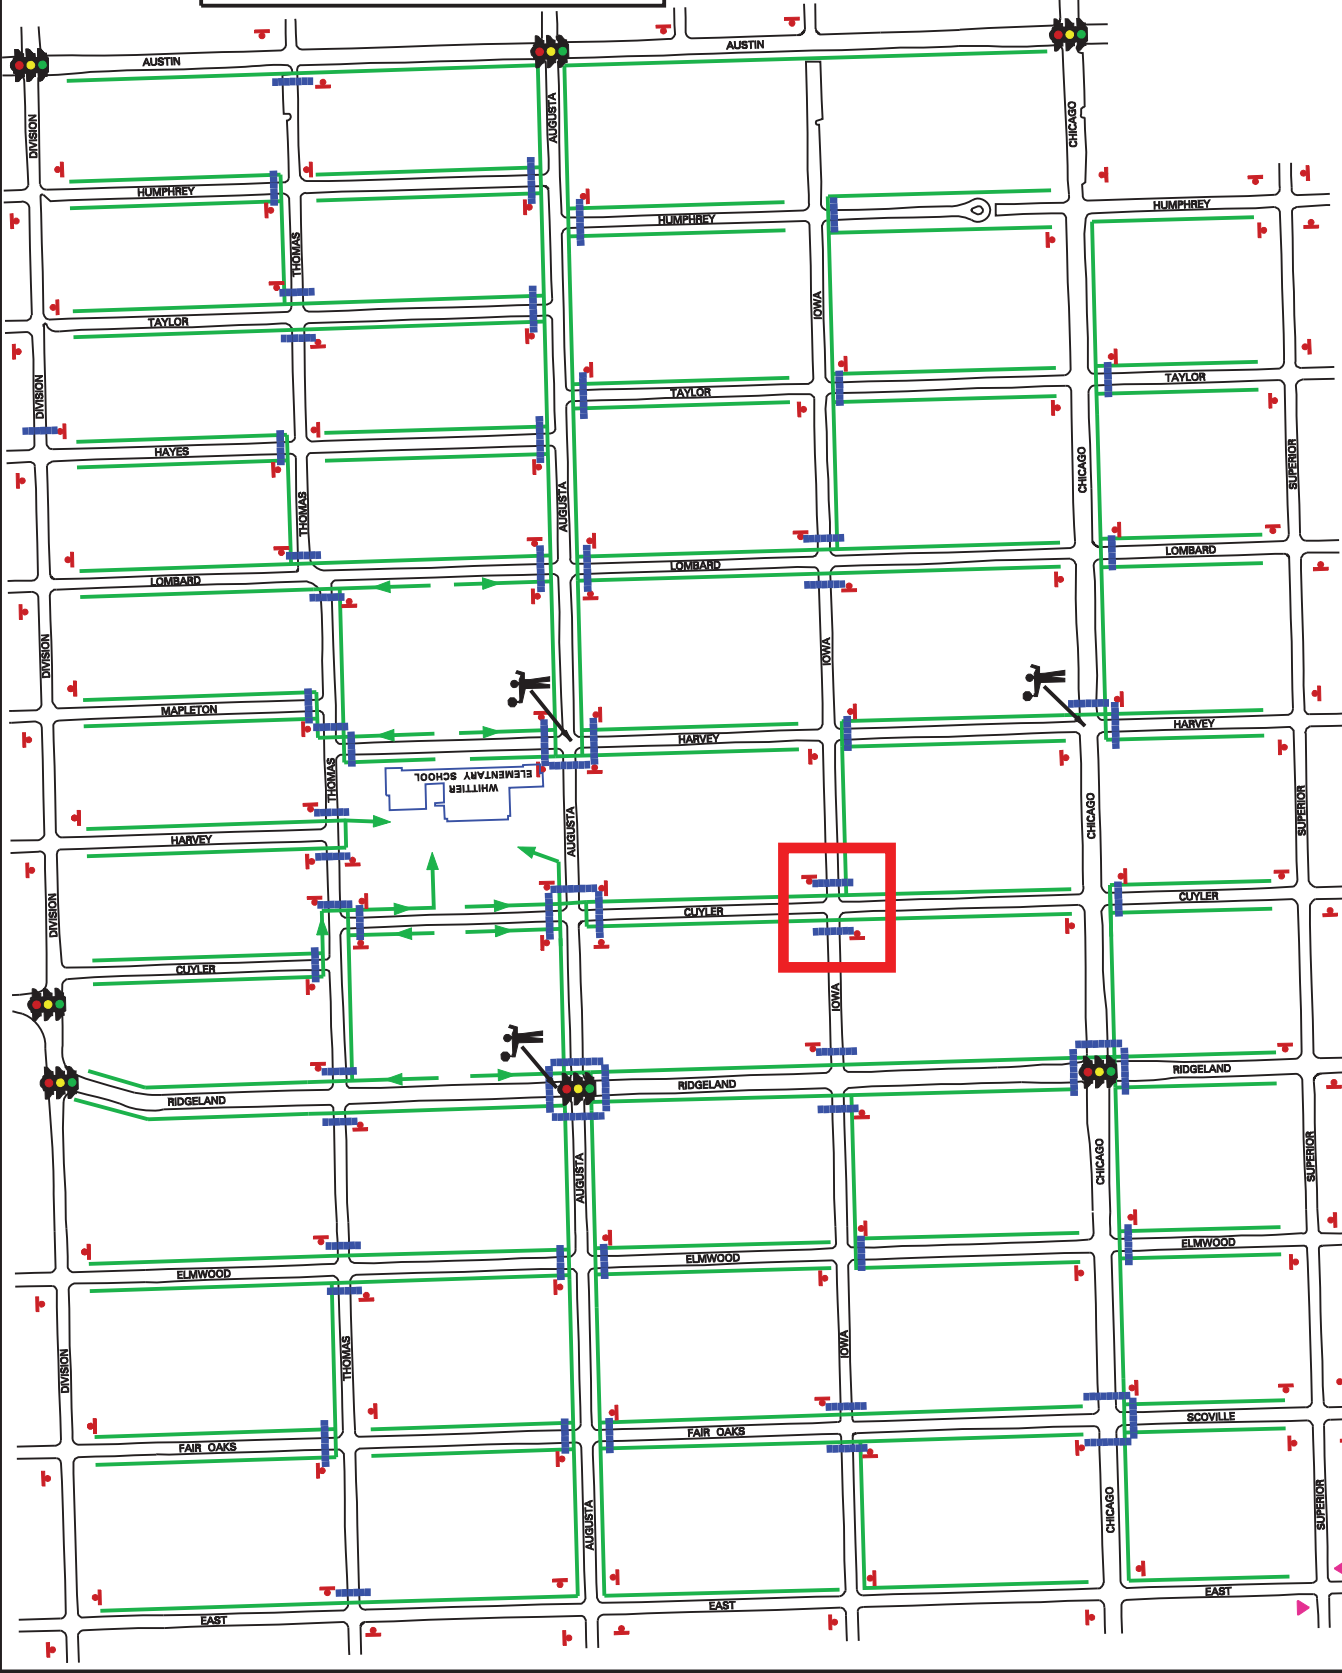 AUSTIN
AUSTIN
DIVISION
AUGUSTA
CHICAGO
HUMPHREY
HUMPHREY
HUMPHREY
THOMAS
IOWA
TAYLOR
TAYLOR
TAYLOR
DIVISION
HAYES
CHICAGO
SUPERIOR
THOMAS
AUGUSTA
LOMBARD
LOMBARD
LOMBARD
DIVISION
IOWA
MAPLETON
HARVEY
HARVEY
THOMAS
WHITTIER
ELEMENTARY SCHOOL
AUGUSTA
CHICAGO
SUPERIOR
HARVEY
DIVISION
CUYLER
CUYLER
CUYLER
IOWA
RIDGELAND
RIDGELAND
RIDGELAND
AUGUSTA
CHICAGO
SUPERIOR
ELMWOOD
ELMWOOD
ELMWOOD
DIVISION
THOMAS
IOWA
FAIR OAKS
FAIR OAKS
SCOVILLE
AUGUSTA
CHICAGO
SUPERIOR
EAST
EAST
EAST